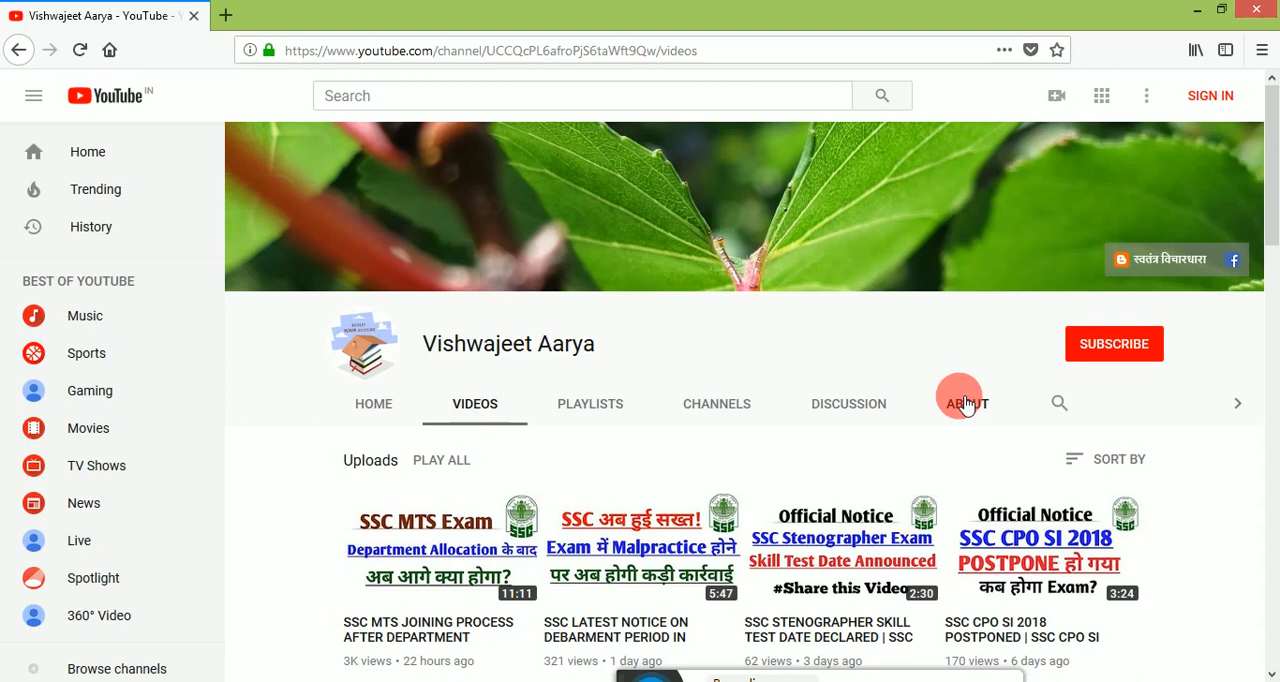 Vishwajeet Aarya - YouTube -
https://www.youtube.com/channel/UCCQcPL6afroPjS6taWft9Qw/videos
YouTube IN
Search
SIGN IN
Home
Trending
History
BEST OF YOUTUBE
Music
Sports
Gaming
Movies
TV Shows
News
Live
Spotlight
360° Video
Browse channels
स्वतंत्र विचारधारा
Vishwajeet Aarya
SUBSCRIBE
HOME VIDEOS PLAYLISTS CHANNELS DISCUSSION ABOUT
Uploads PLAY ALL
SORT BY
SSC MTS Exam
Department Allocation के बाद
अब आगे क्या होगा?
SSC
11:11
SSC MTS JOINING PROCESS
AFTER DEPARTMENT
3K views • 22 hours ago
SSC अब हुई सख्त!
Exam में Malpractice होने
पर अब होगी कड़ी कार्रवाई
SSC
5:47
SSC LATEST NOTICE ON
DEBARMENT PERIOD IN
321 views • 1 day ago
Official Notice
SSC Stenographer Exam
Skill Test Date Announced
#Share this Video
SSC
2:30
SSC STENOGRAPHER SKILL
TEST DATE DECLARED | SSC
62 views • 3 days ago
Official Notice
SSC CPO SI 2018
POSTPONE हो गया
कब होगा Exam?
SSC
3:24
SSC CPO SI 2018
POSTPONED | SSC CPO SI
170 views • 6 days ago